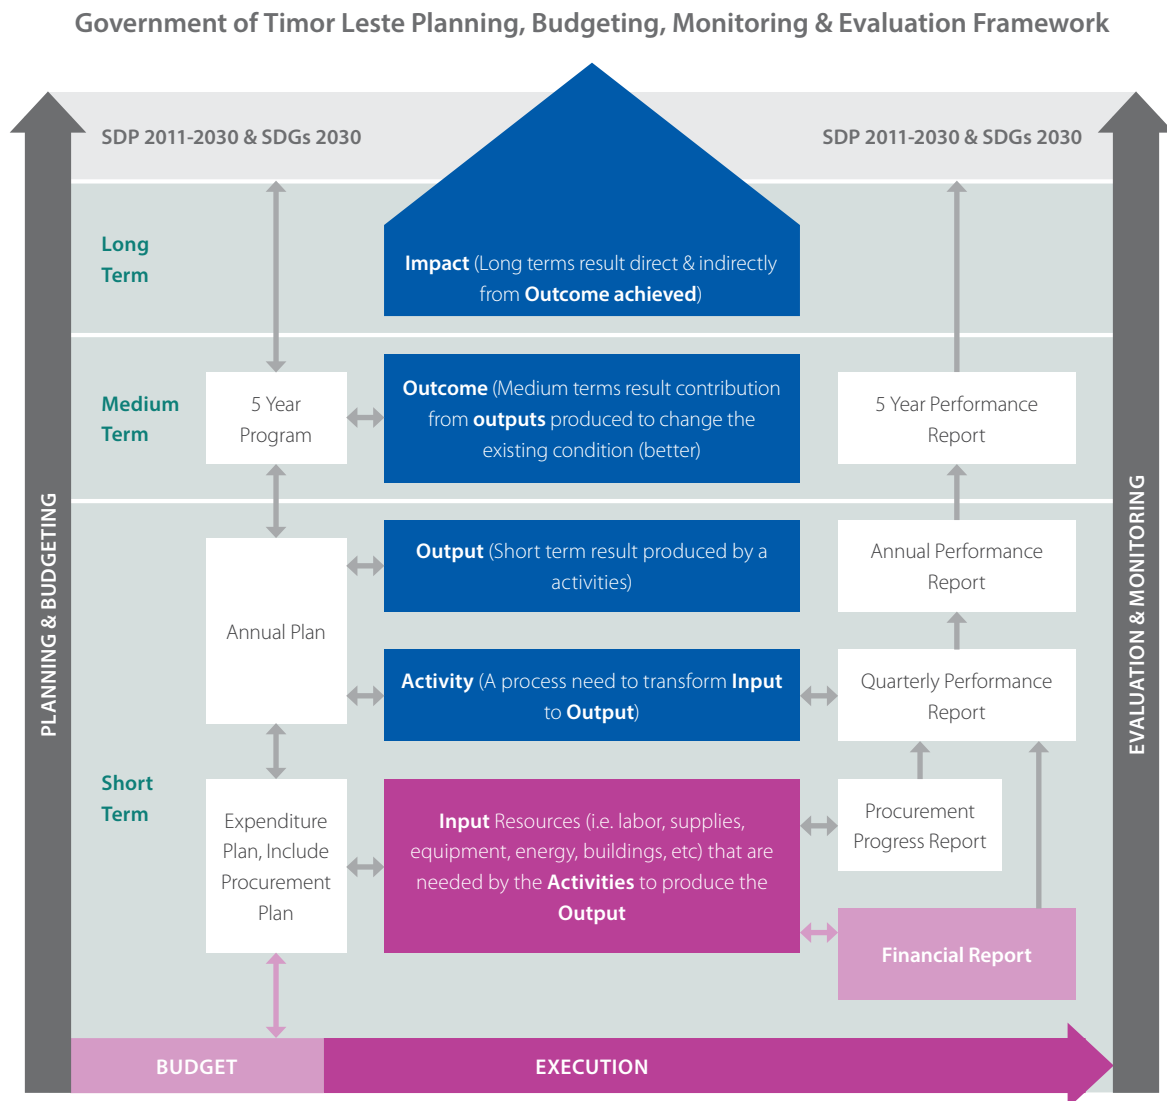 Government of Timor Leste Planning, Budgeting, Monitoring & Evaluation Framework
SDP 2011-2030 & SDGs 2030
SDP 2011-2030 & SDGs 2030
Long
Term
Impact (Long terms result direct & indirectly
from Outcome achieved)
Medium
Term
5 Year
Program
Outcome (Medium terms result contribution
from outputs produced to change the
existing condition (better)
5 Year Performance
Report
PLANNING & BUDGETING
EVALUATION & MONITORING
Short
Term
Annual Plan
Output (Short term result produced by a
activities)
Annual Performance
Report
Activity (A process need to transform Input
to Output)
Quarterly Performance
Report
Expenditure
Plan, Include
Procurement
Plan
Input Resources (i.e. labor, supplies,
equipment, energy, buildings, etc) that are
needed by the Activities to produce the
Output
Procurement
Progress Report
Financial Report
BUDGET
EXECUTION